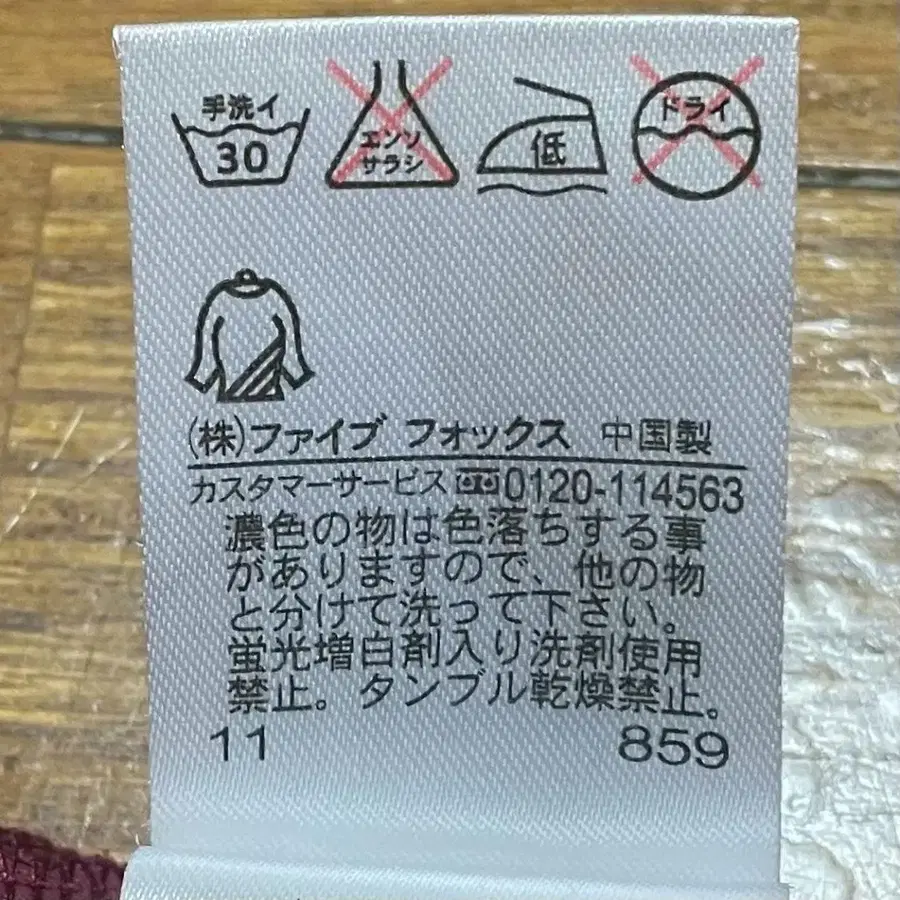 手洗イ
30
エンソ
サラシ
低
ドライ
(株)ファイブ フォックス 中国製
カスタマーサービス 0120-114563
濃色の物は色落ちする事
がありますので、他の物
と分けて洗って下さい。
蛍光増白剤入り洗剤使用
禁止。タンブル乾燥禁止。
11 859